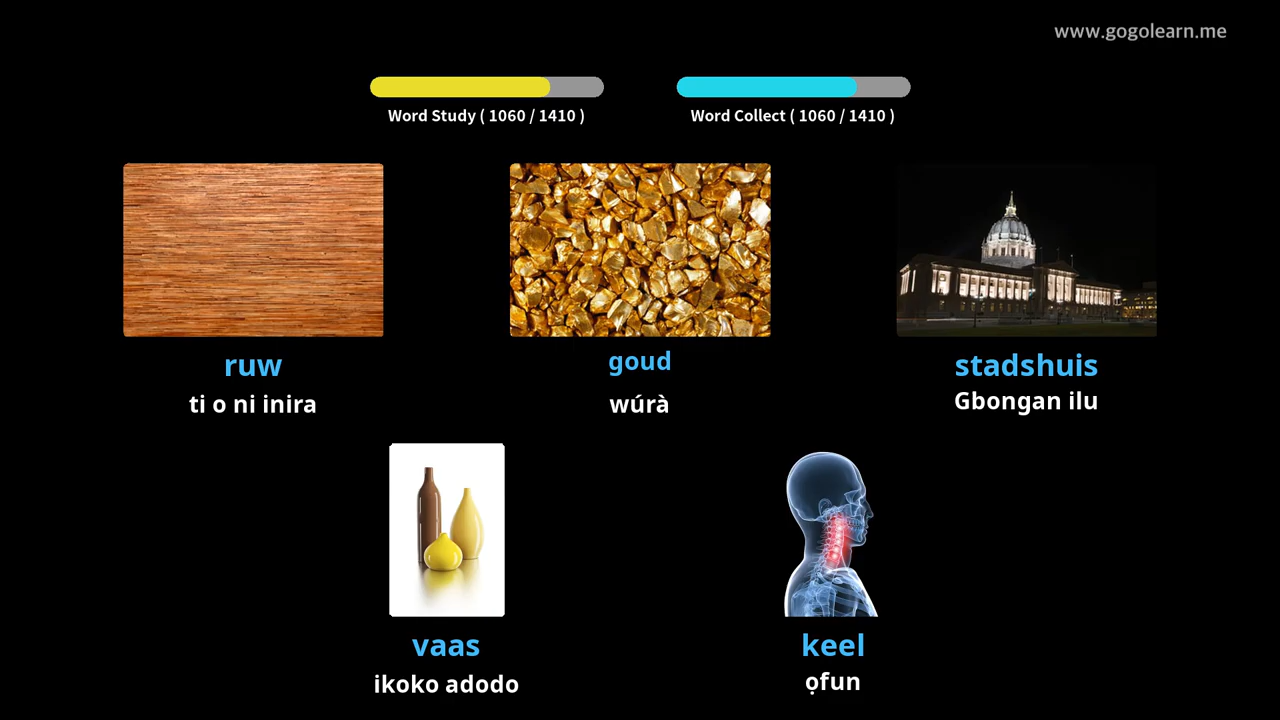 www.gogolearn.me
Word Study ( 1060 / 1410 )
Word Collect ( 1060 / 1410 )
ruw
ti o ni inira
goud
wúrà
stadshuis
Gbongan ilu
vaas
ikoko adodo
keel
ọfun